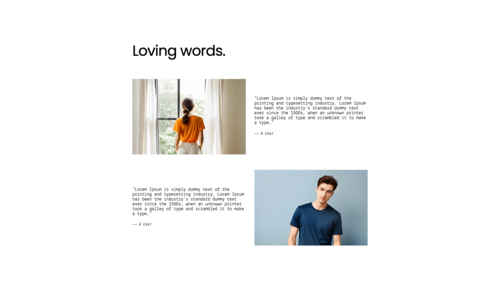 Loving words.
"Lorem Ipsum is simply dummy text of the
printing and typesetting industry. Lorem Ipsum
has been the industry's standard dummy text
ever since the 1500s, when an unknown printer
took a galley of type and scrambled it to make
a type."
—— A User
"Lorem Ipsum is simply dummy text of the
printing and typesetting industry. Lorem Ipsum
has been the industry's standard dummy text
ever since the 1500s, when an unknown printer
took a galley of type and scrambled it to make
a type."
—— A User